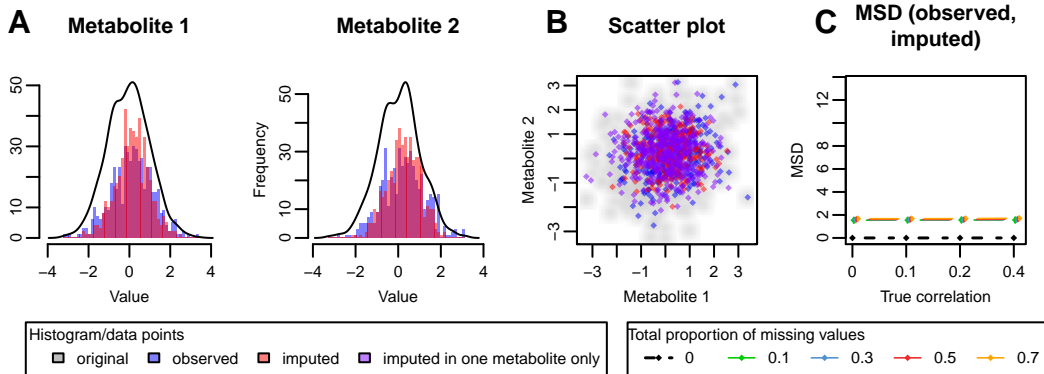 A
Metabolite 1
Metabolite 2
B
Scatter plot
C
MSD (observed,
imputed)
0
10
30
50
−4
−2
0
2
4
Value
Frequency
0
10
30
50
−4
−2
0
2
4
Value
Metabolite 2
−3
−1
1
2
3
−3
−1
1
2
3
Metabolite 1
MSD
0
2
4
8
12
0
0.1
0.2
0.4
True correlation
Histogram/data points
original observed imputed imputed in one metabolite only
Total proportion of missing values
0 0.1 0.3 0.5 0.7